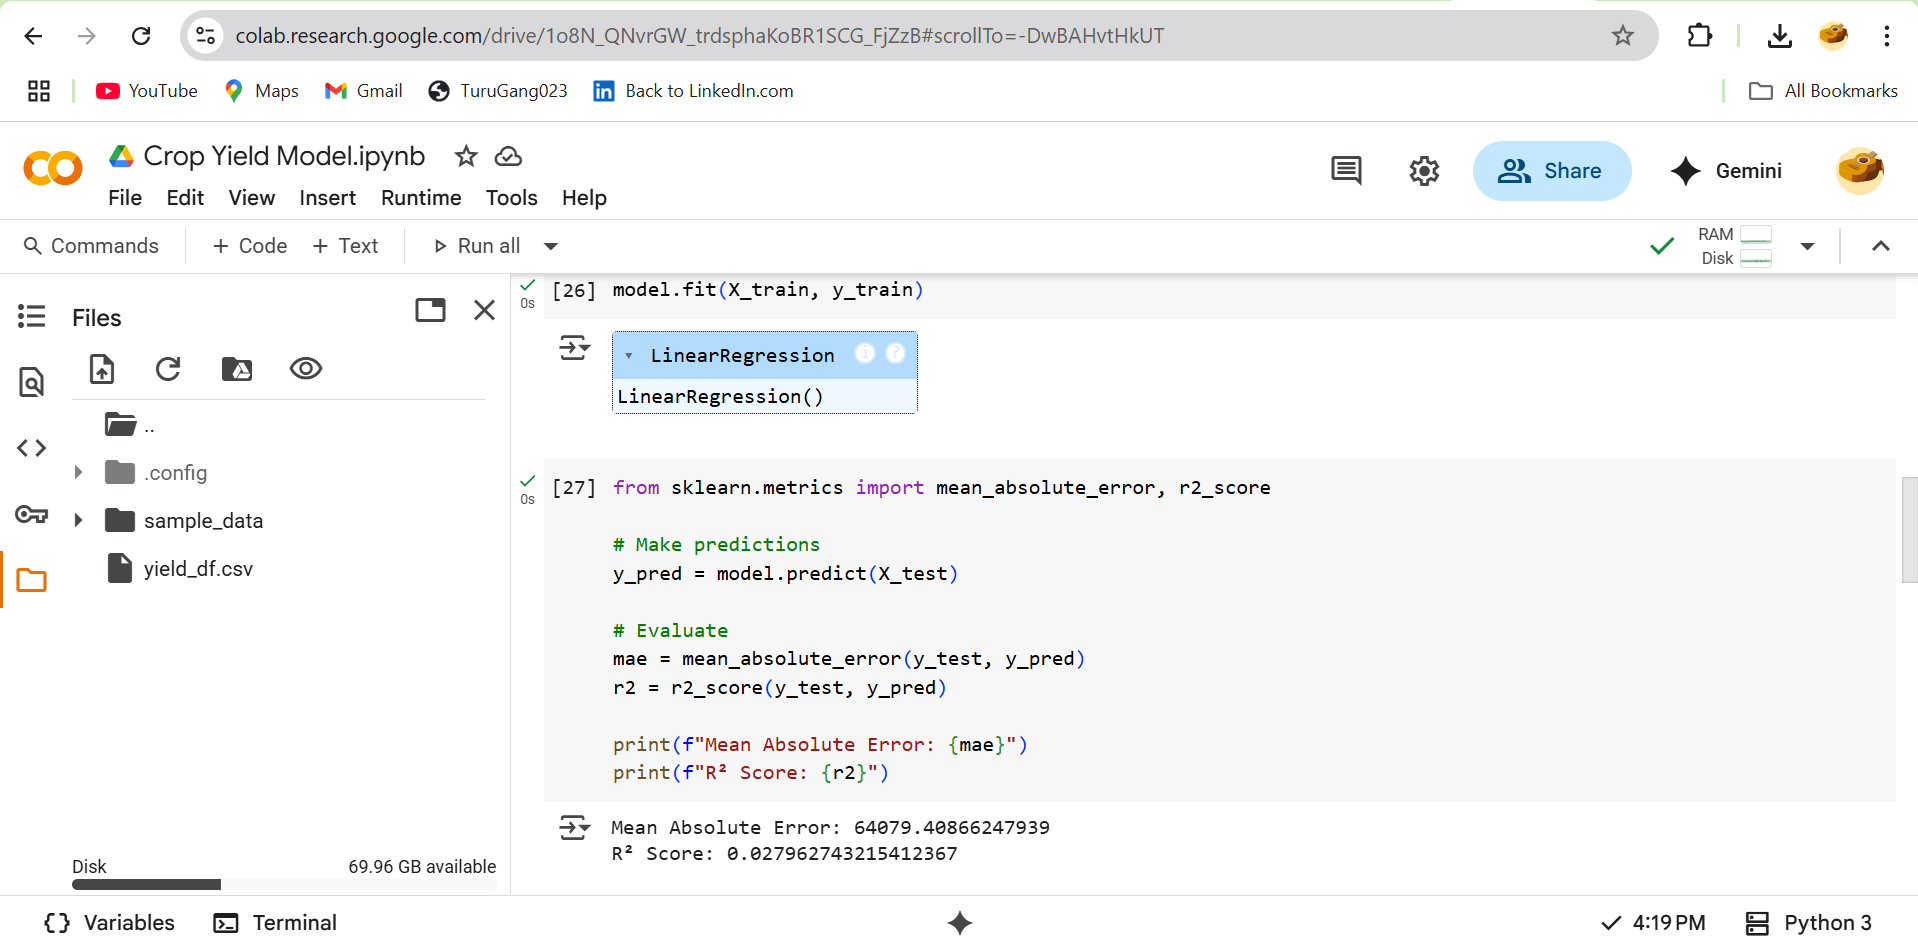 colab.research.google.com/drive/1o8N_QNvrGW_trdsphaKoBR1SCG_FjZzB#scrollTo=-DwBAHvtHkUT
YouTube Maps Gmail TuruGang023 Back to LinkedIn.com All Bookmarks
Crop Yield Model.ipynb
File Edit View Insert Runtime Tools Help
Share Gemini
Commands + Code + Text Run all
RAM
Disk
Files
..
.config
sample_data
yield_df.csv
Disk 69.96 GB available
0s [26] model.fit(X_train, y_train)
LinearRegression i ?
LinearRegression()
0s [27] from sklearn.metrics import mean_absolute_error, r2_score
# Make predictions
y_pred = model.predict(X_test)
# Evaluate
mae = mean_absolute_error(y_test, y_pred)
r2 = r2_score(y_test, y_pred)
print(f"Mean Absolute Error: {mae}")
print(f"R² Score: {r2}")
Mean Absolute Error: 64079.40866247939
R² Score: 0.027962743215412367
{} Variables Terminal 4:19 PM Python 3